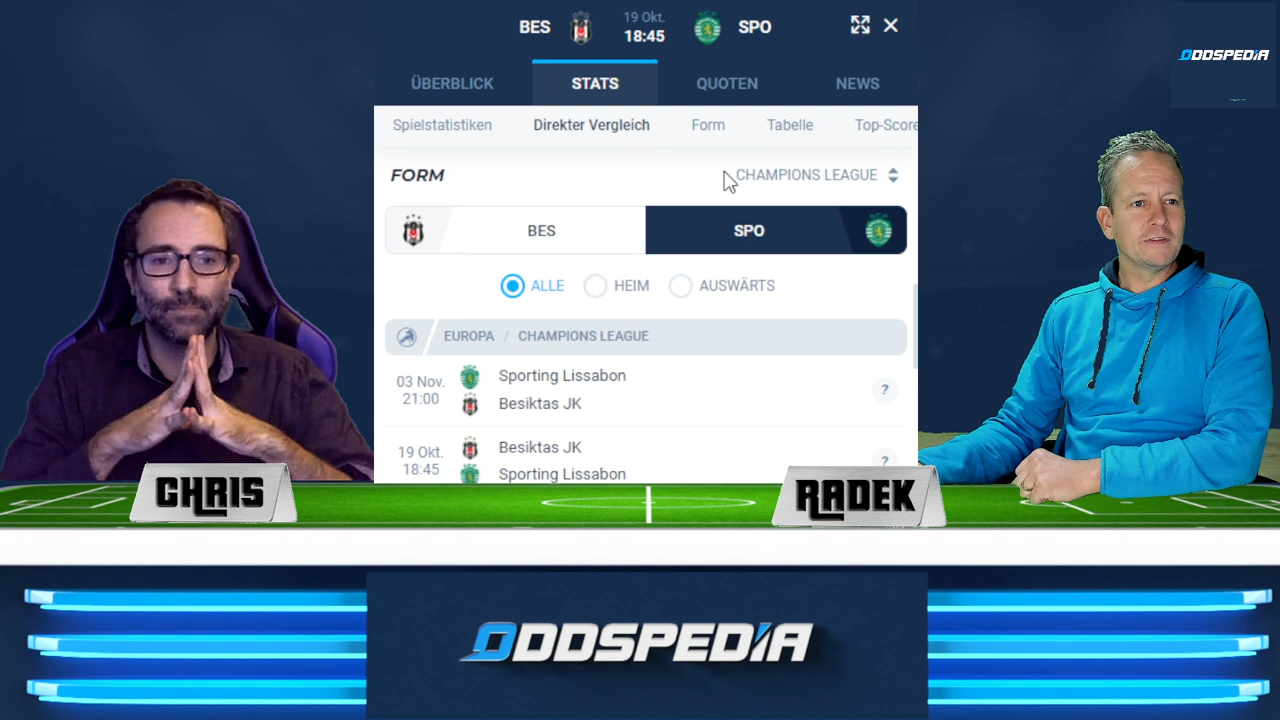 BES 19 Okt. SPO
18:45
ODDSPEDIA
ÜBERBLICK STATS QUOTEN NEWS
Spielstatistiken Direkter Vergleich Form Tabelle Top-Score
FORM CHAMPIONS LEAGUE
BES SPO
ALLE HEIM AUSWÄRTS
EUROPA / CHAMPIONS LEAGUE
03 Nov. Sporting Lissabon
21:00 Besiktas JK ?
19 Okt. Besiktas JK
18:45 Sporting Lissabon ?
CHRIS
RADEK
ODDSPEDIA